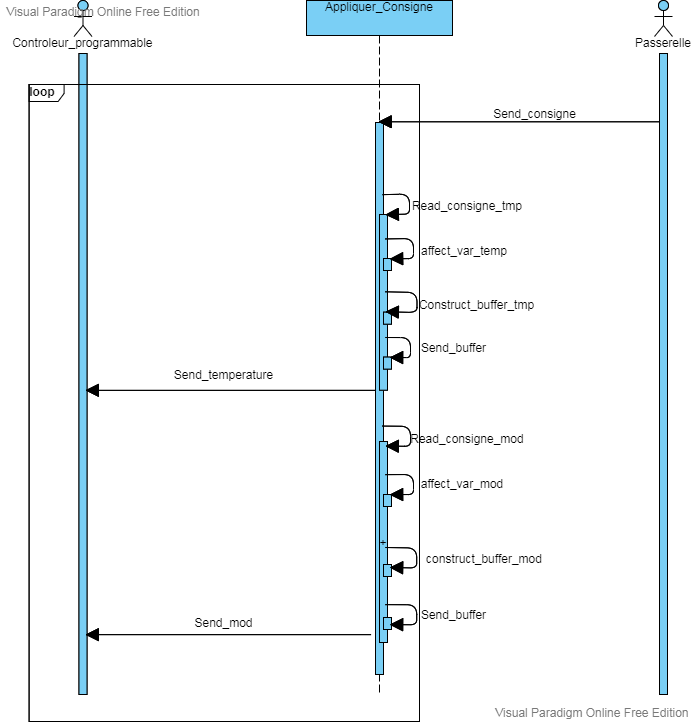 Visual Paradigm Online Free Edition
Appliquer_Consigne
Controleur_programmable
Passerelle
loop
Send_consigne
Read_consigne_tmp
affect_var_temp
Construct_buffer_tmp
Send_buffer
Send_temperature
Read_consigne_mod
affect_var_mod
+
construct_buffer_mod
Send_buffer
Send_mod
Visual Paradigm Online Free Edition